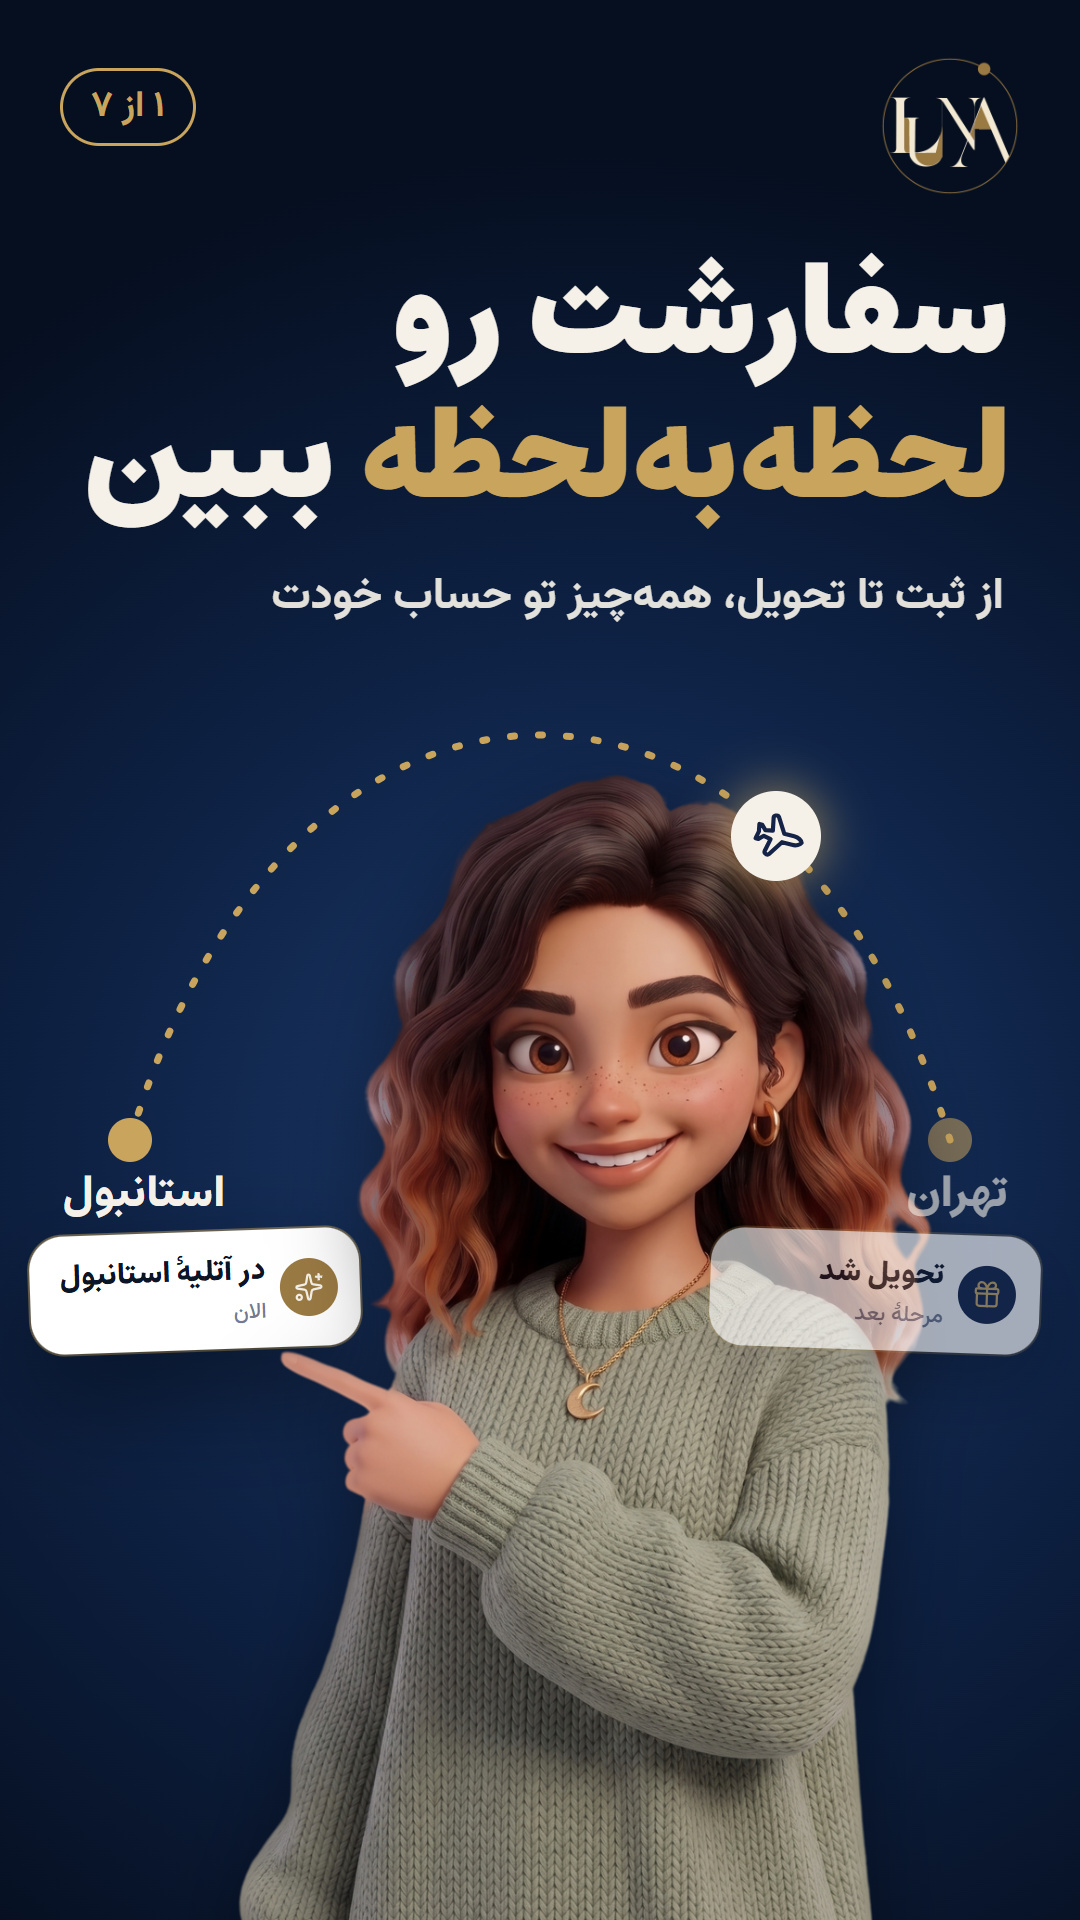 ۱ از ۷
LUNA
سفارشت رو
لحظه‌به‌لحظه ببین
از ثبت تا تحویل، همه‌چیز تو حساب خودت
تهران
استانبول
تحویل شد
مرحلهٔ بعد
در آتلیهٔ استانبول
الان